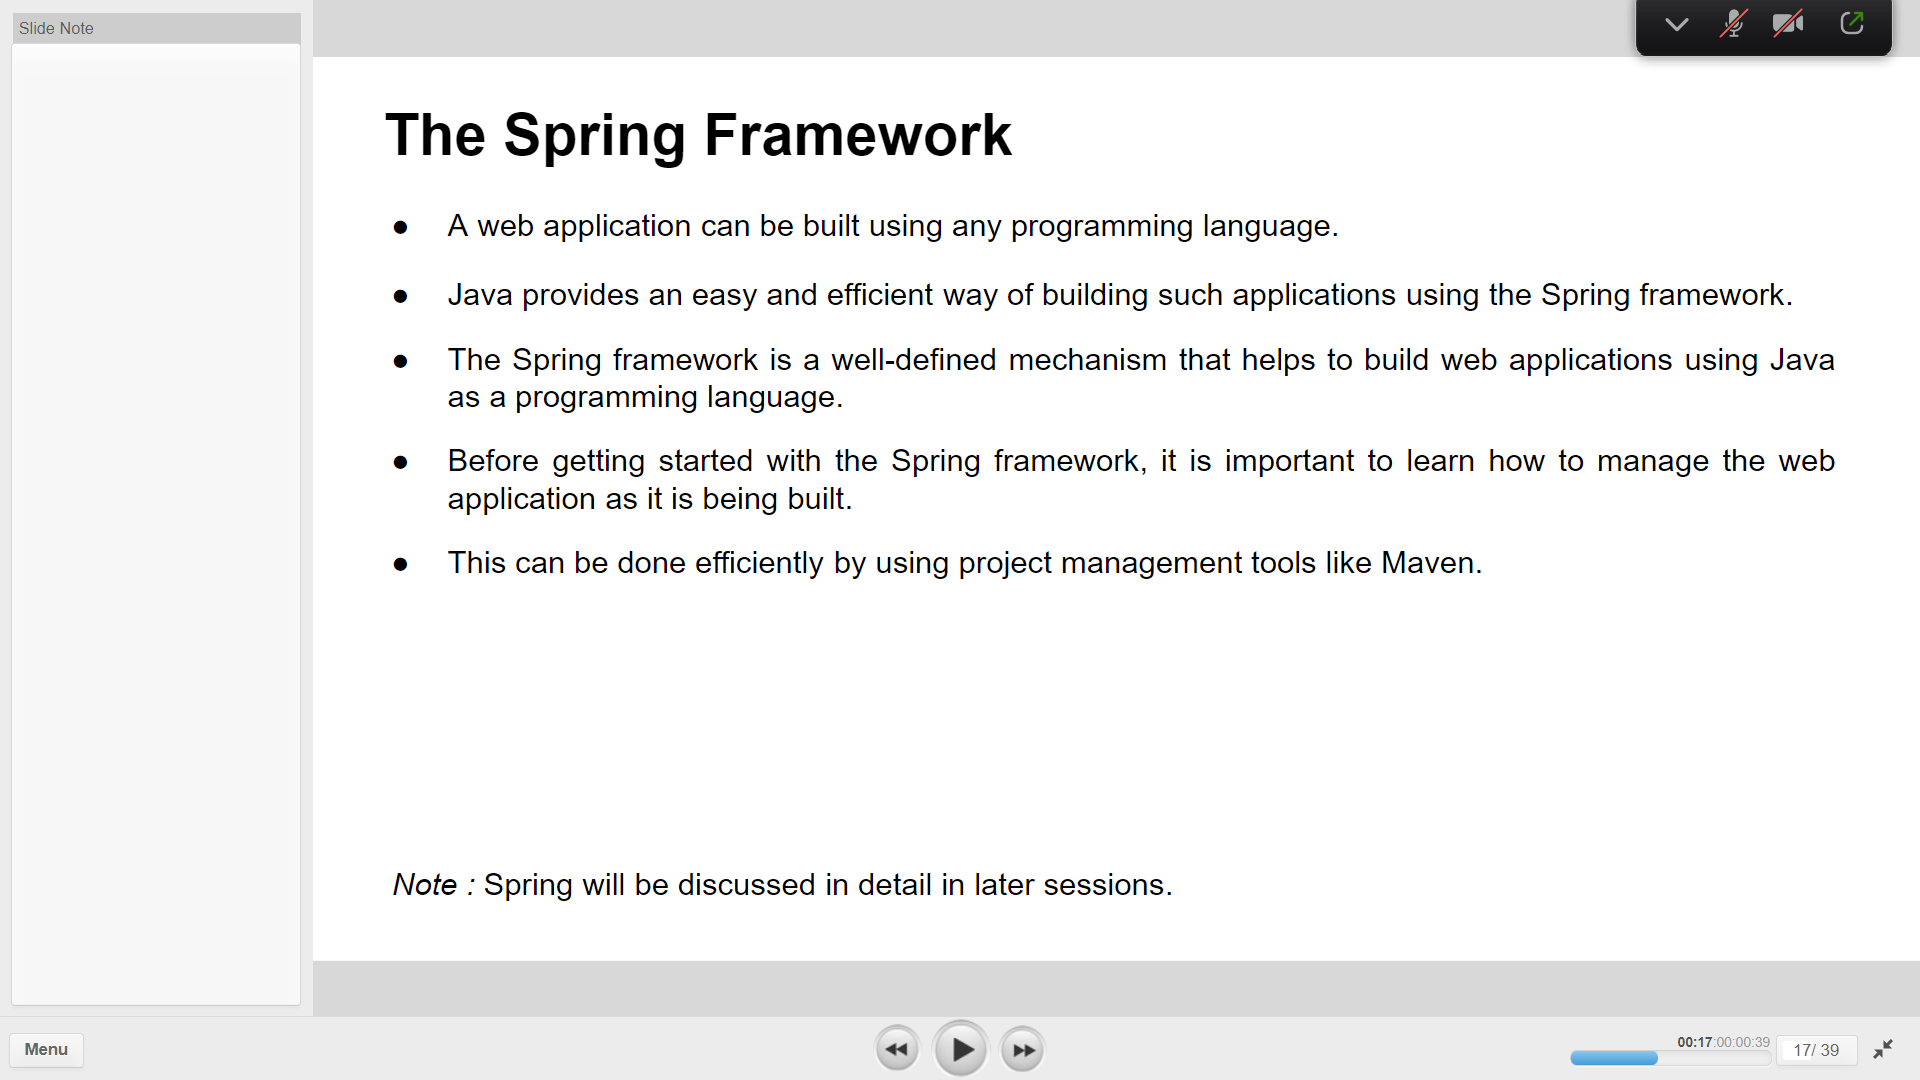 Slide Note
The Spring Framework
● A web application can be built using any programming language.
● Java provides an easy and efficient way of building such applications using the Spring framework.
● The Spring framework is a well-defined mechanism that helps to build web applications using Java
as a programming language.
● Before getting started with the Spring framework, it is important to learn how to manage the web
application as it is being built.
● This can be done efficiently by using project management tools like Maven.
Note : Spring will be discussed in detail in later sessions.
Menu
00:17:00:00:39
17/ 39